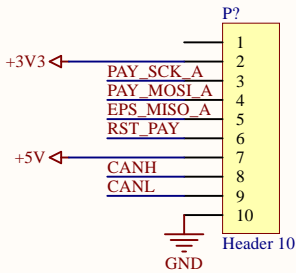 P?
1
+3V3 2
PAY_SCK_A 3
PAY_MOSI_A 4
EPS_MISO_A 5
RST_PAY 6
+5V 7
CANH 8
CANL 9
10
Header 10
GND